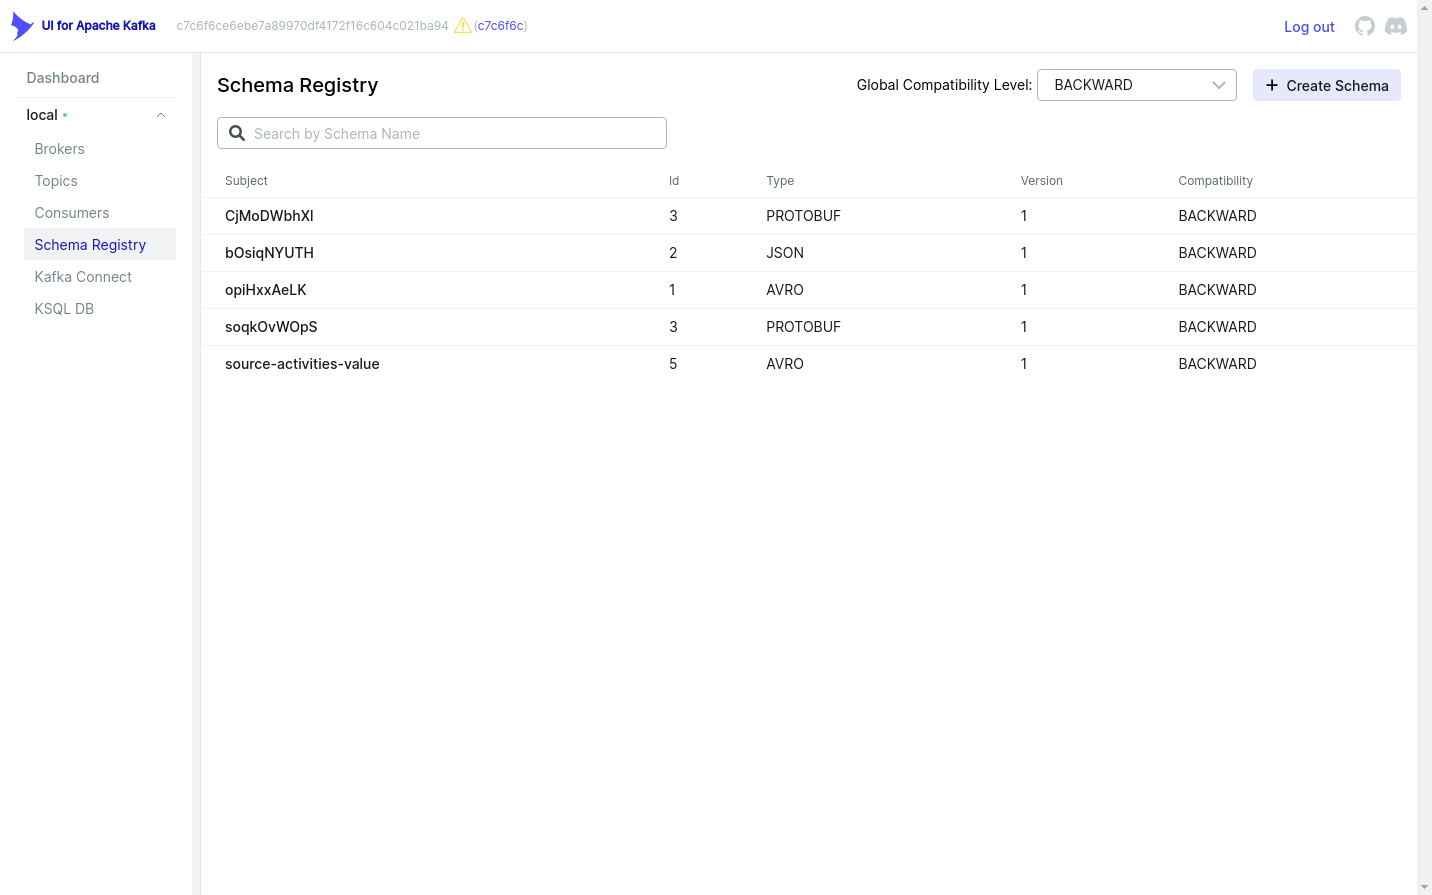 UI for Apache Kafka c7c6f6ce6ebe7a89970df4172f16c604c021ba94 (c7c6f6c) Log out
Dashboard
local
Brokers
Topics
Consumers
Schema Registry
Kafka Connect
KSQL DB
Schema Registry Global Compatibility Level: BACKWARD Create Schema
Search by Schema Name
Subject Id Type Version Compatibility
CjMoDWbhXI 3 PROTOBUF 1 BACKWARD
bOsiqNYUTH 2 JSON 1 BACKWARD
opiHxxAeLK 1 AVRO 1 BACKWARD
soqkOvWOpS 3 PROTOBUF 1 BACKWARD
source-activities-value 5 AVRO 1 BACKWARD